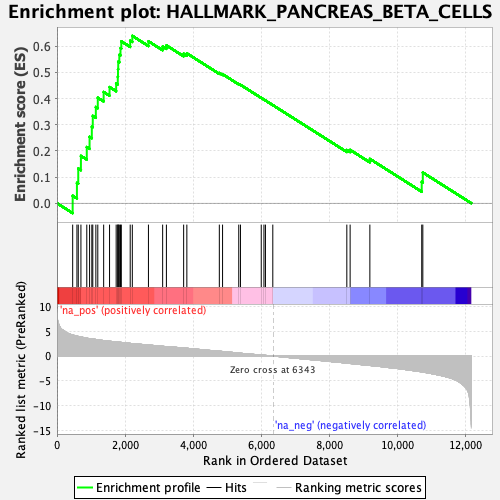 Enrichment plot: HALLMARK_PANCREAS_BETA_CELLS
Enrichment score (ES)
0.6
0.5
0.4
0.3
0.2
0.1
0.0
'na_pos' (positively correlated)
Ranked list metric (PreRanked)
10
5
0
-5
-10
-15
Zero cross at 6343
'na_neg' (negatively correlated)
0
2,000
4,000
6,000
8,000
10,000
12,000
Rank in Ordered Dataset
Enrichment profile
Hits
Ranking metric scores